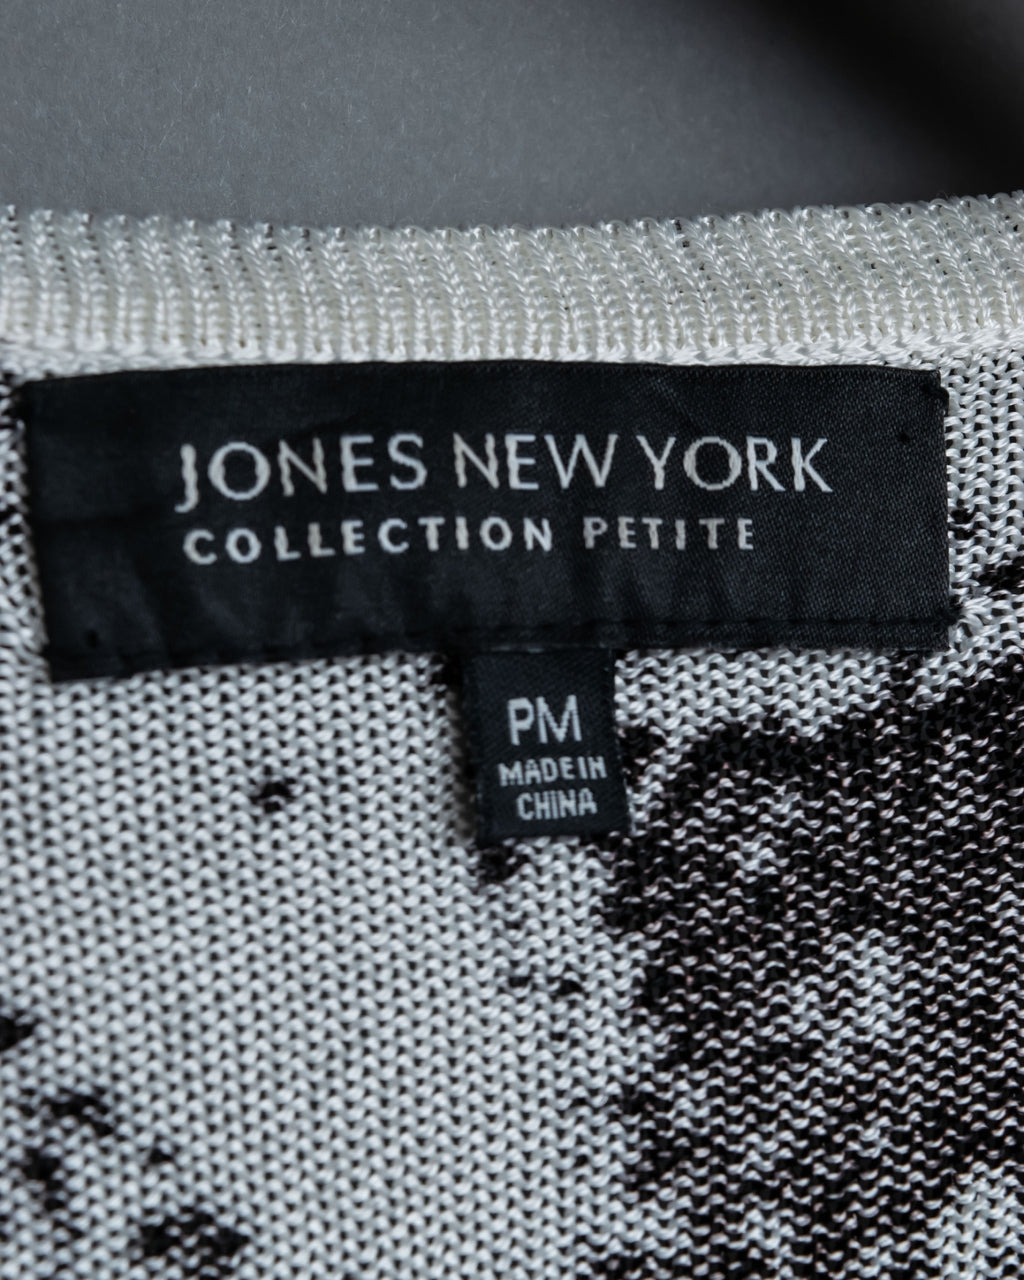 JONES NEW YORK
COLLECTION PETITE
PM
MADE IN
CHINA